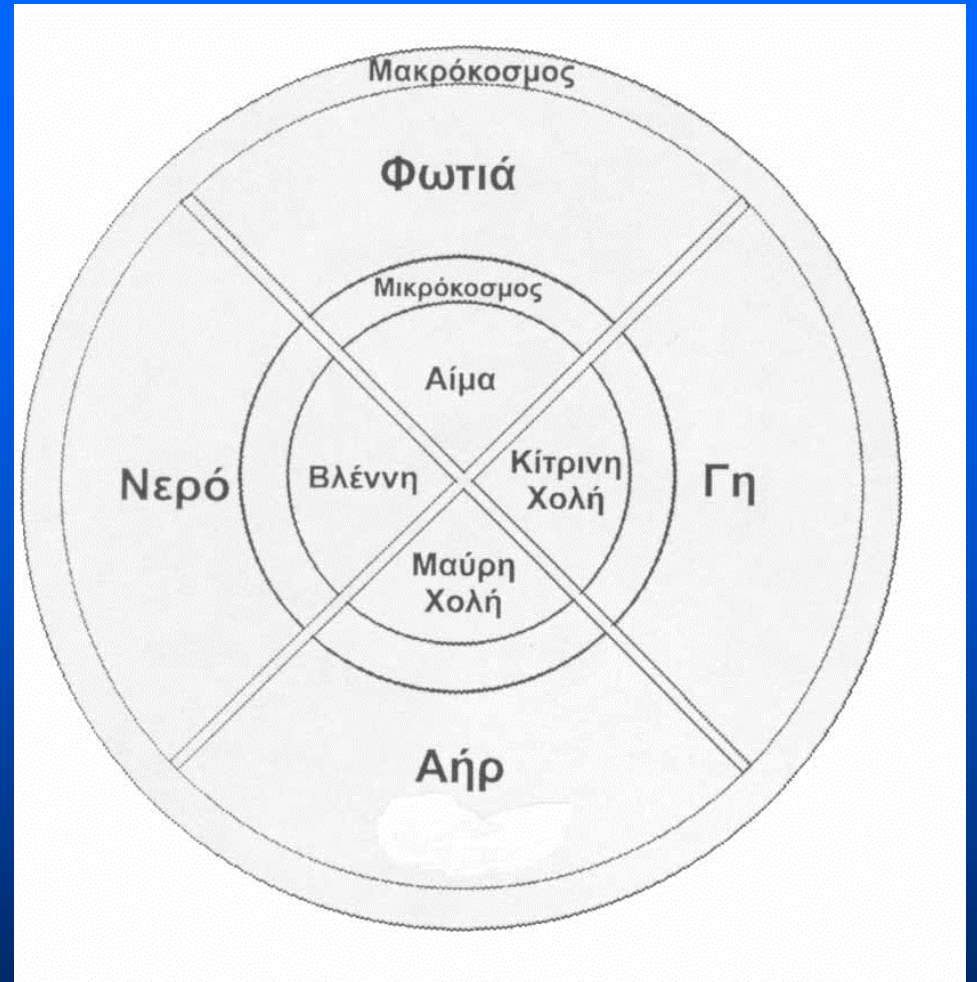 Μακρόκοσμος
Φωτιά
Μικρόκοσμος
Αίμα
Νερό
Βλέννη
Κίτρινη
Χολή
Γη
Μαύρη
Χολή
Αήρ